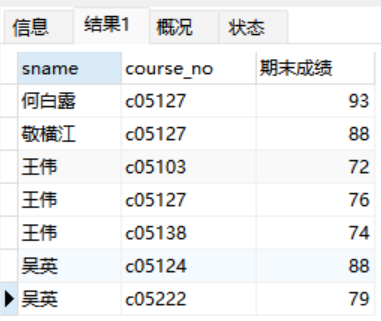 信息 结果1 概况 状态
sname course_no 期末成绩
何白露 c05127 93
敬横江 c05127 88
王伟 c05103 72
王伟 c05127 76
王伟 c05138 74
吴英 c05124 88
吴英 c05222 79